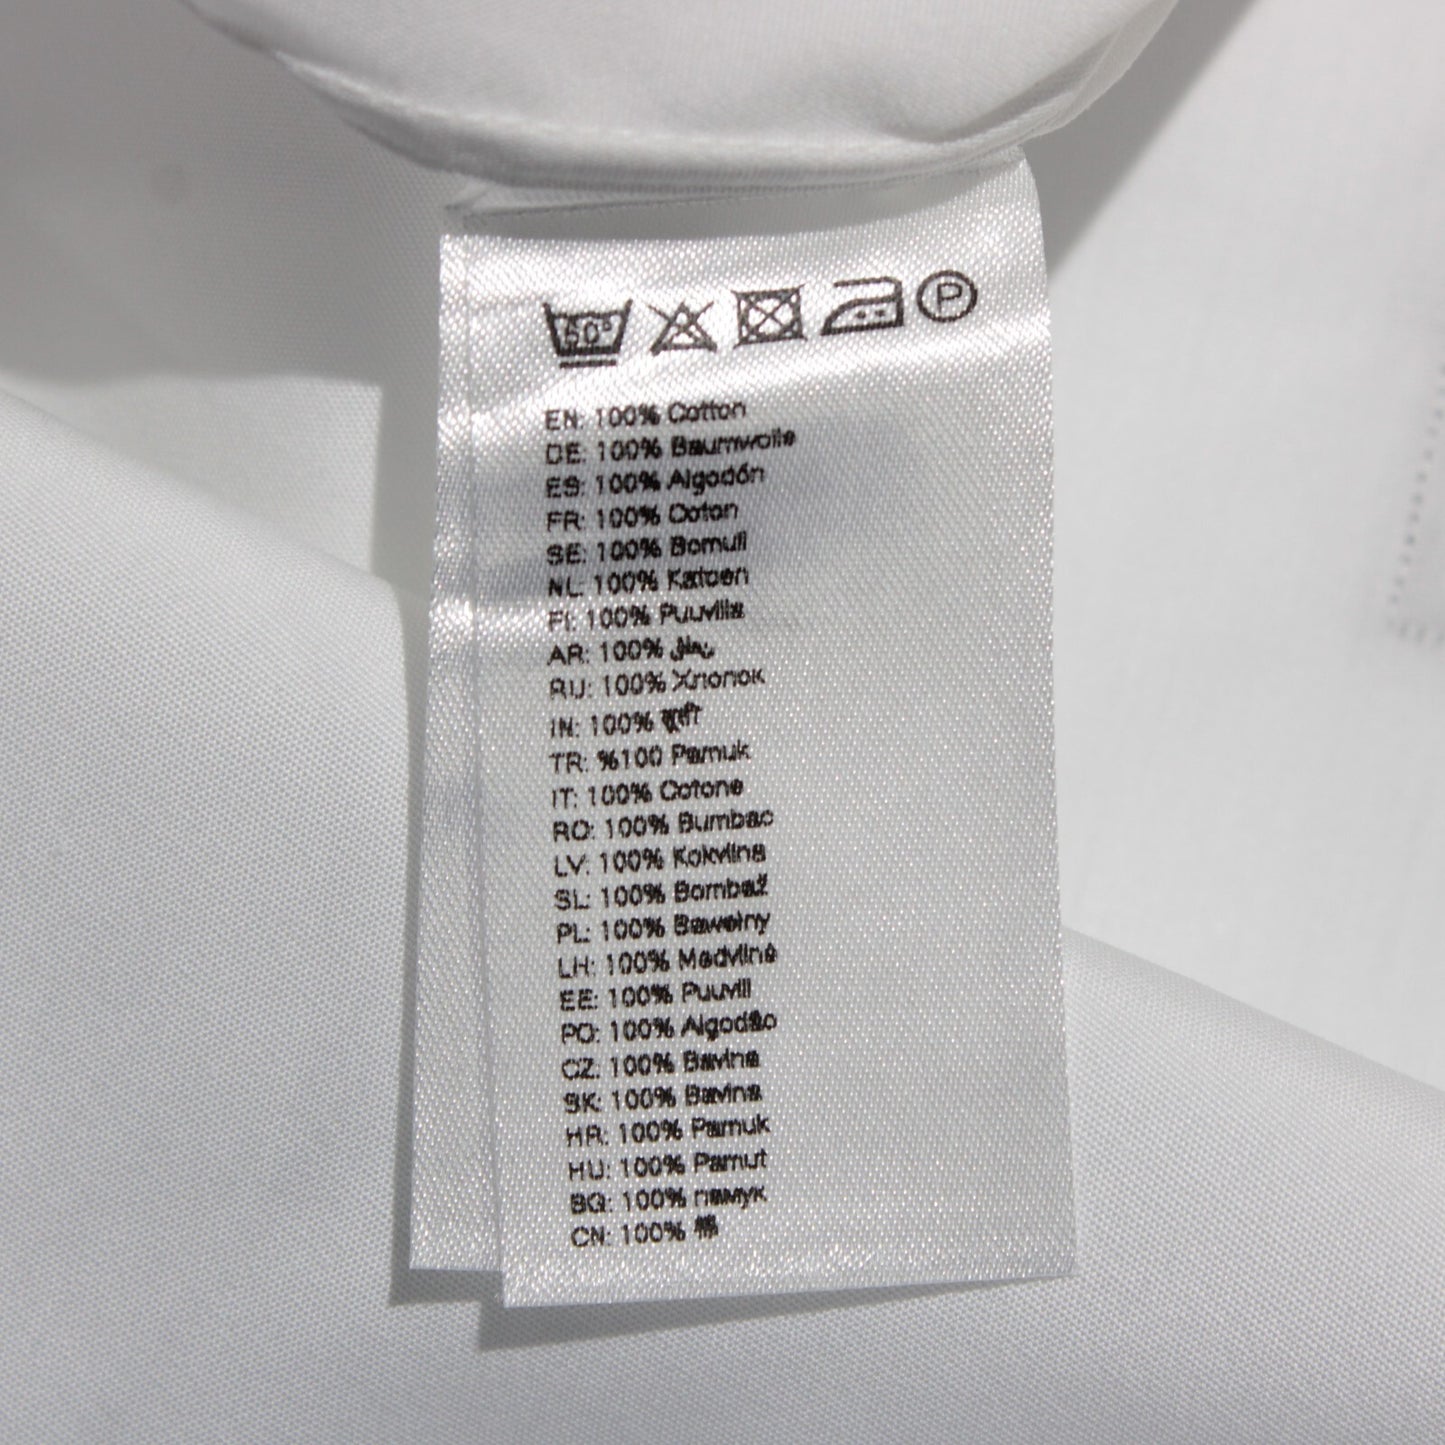 50°
P
EN: 100% Cotton
DE: 100% Baumwolle
ES: 100% Algodón
FR: 100% Coton
SE: 100% Bomull
NL: 100% Katoen
FI: 100% Puuvilla
AR: 100%
RU: 100% Хлопок
IN: 100%
TR: %100 Pamuk
IT: 100% Cotone
RO: 100% Bumbac
LV: 100% Kokvilna
SL: 100% Bombaž
PL: 100% Bawełny
LH: 100% Medvilnė
EE: 100% Puuvill
PO: 100% Algodão
CZ: 100% Bavlna
SK: 100% Bavlna
HR: 100% Pamuk
HU: 100% Pamut
BG: 100% памук
CN: 100% 棉